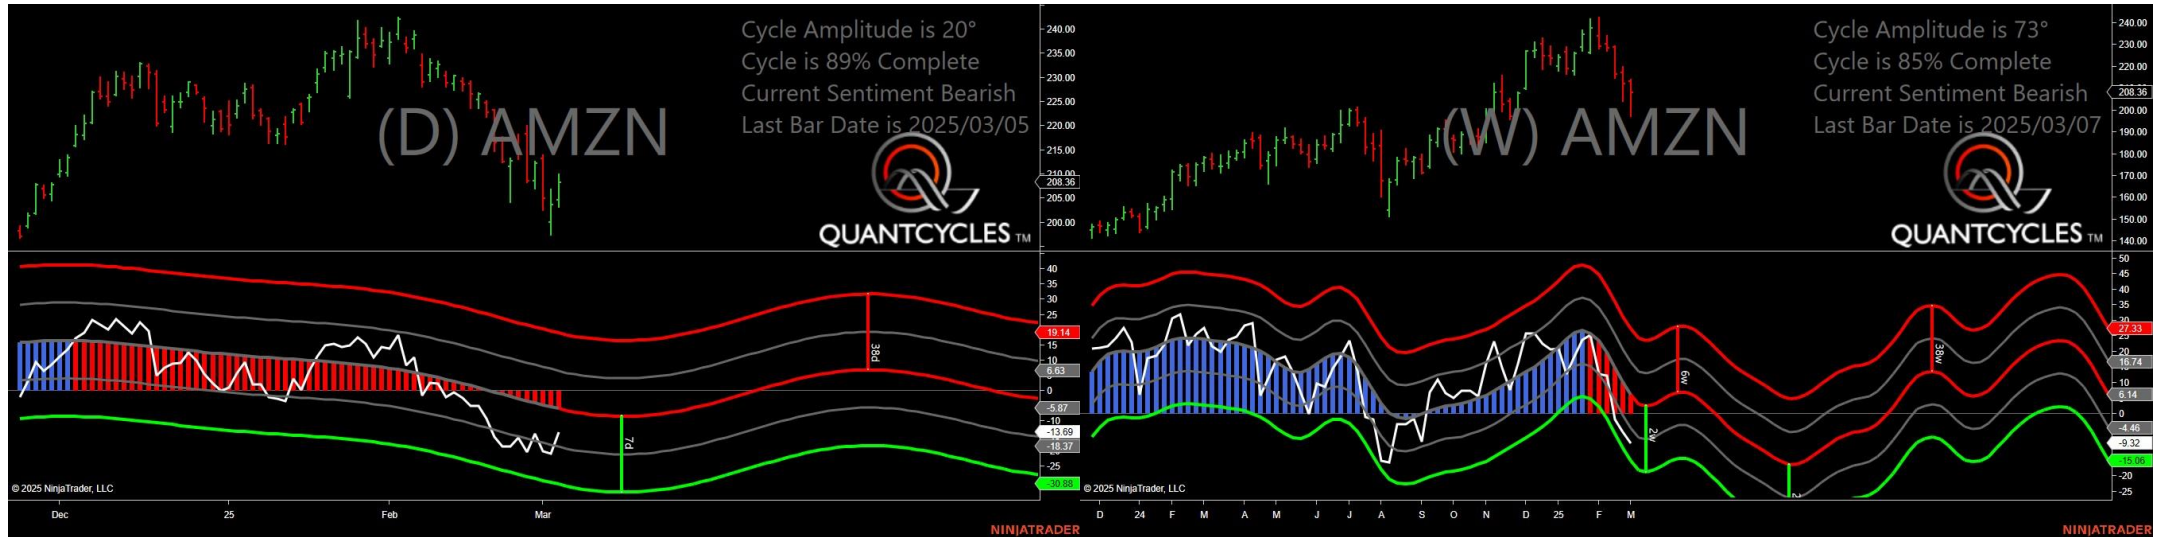 Cycle Amplitude is 20°
Cycle is 89% Complete
Current Sentiment Bearish
Last Bar Date is 2025/03/05
(D) AMZN
QUANTCYCLES TM
240.00
235.00
230.00
225.00
220.00
215.00
210.00
208.36
205.00
200.00
40
35
30
25
19.14
15
10
6.63
0
-5.87
-10
-13.69
-18.37
-25
-30.88
38d
7d
© 2025 NinjaTrader, LLC
Dec
25
Feb
Mar
NINJATRADER
Cycle Amplitude is 73°
Cycle is 85% Complete
Current Sentiment Bearish
Last Bar Date is 2025/03/07
(W) AMZN
QUANTCYCLES TM
240.00
230.00
220.00
208.36
200.00
190.00
180.00
170.00
160.00
150.00
140.00
50
45
40
35
27.33
20
16.74
10
6.14
0
-4.46
-9.32
-15.06
-20
-25
6w
2w
38w
© 2025 NinjaTrader, LLC
D 24 F M A M J J A S O N D 25 F M
NINJATRADER